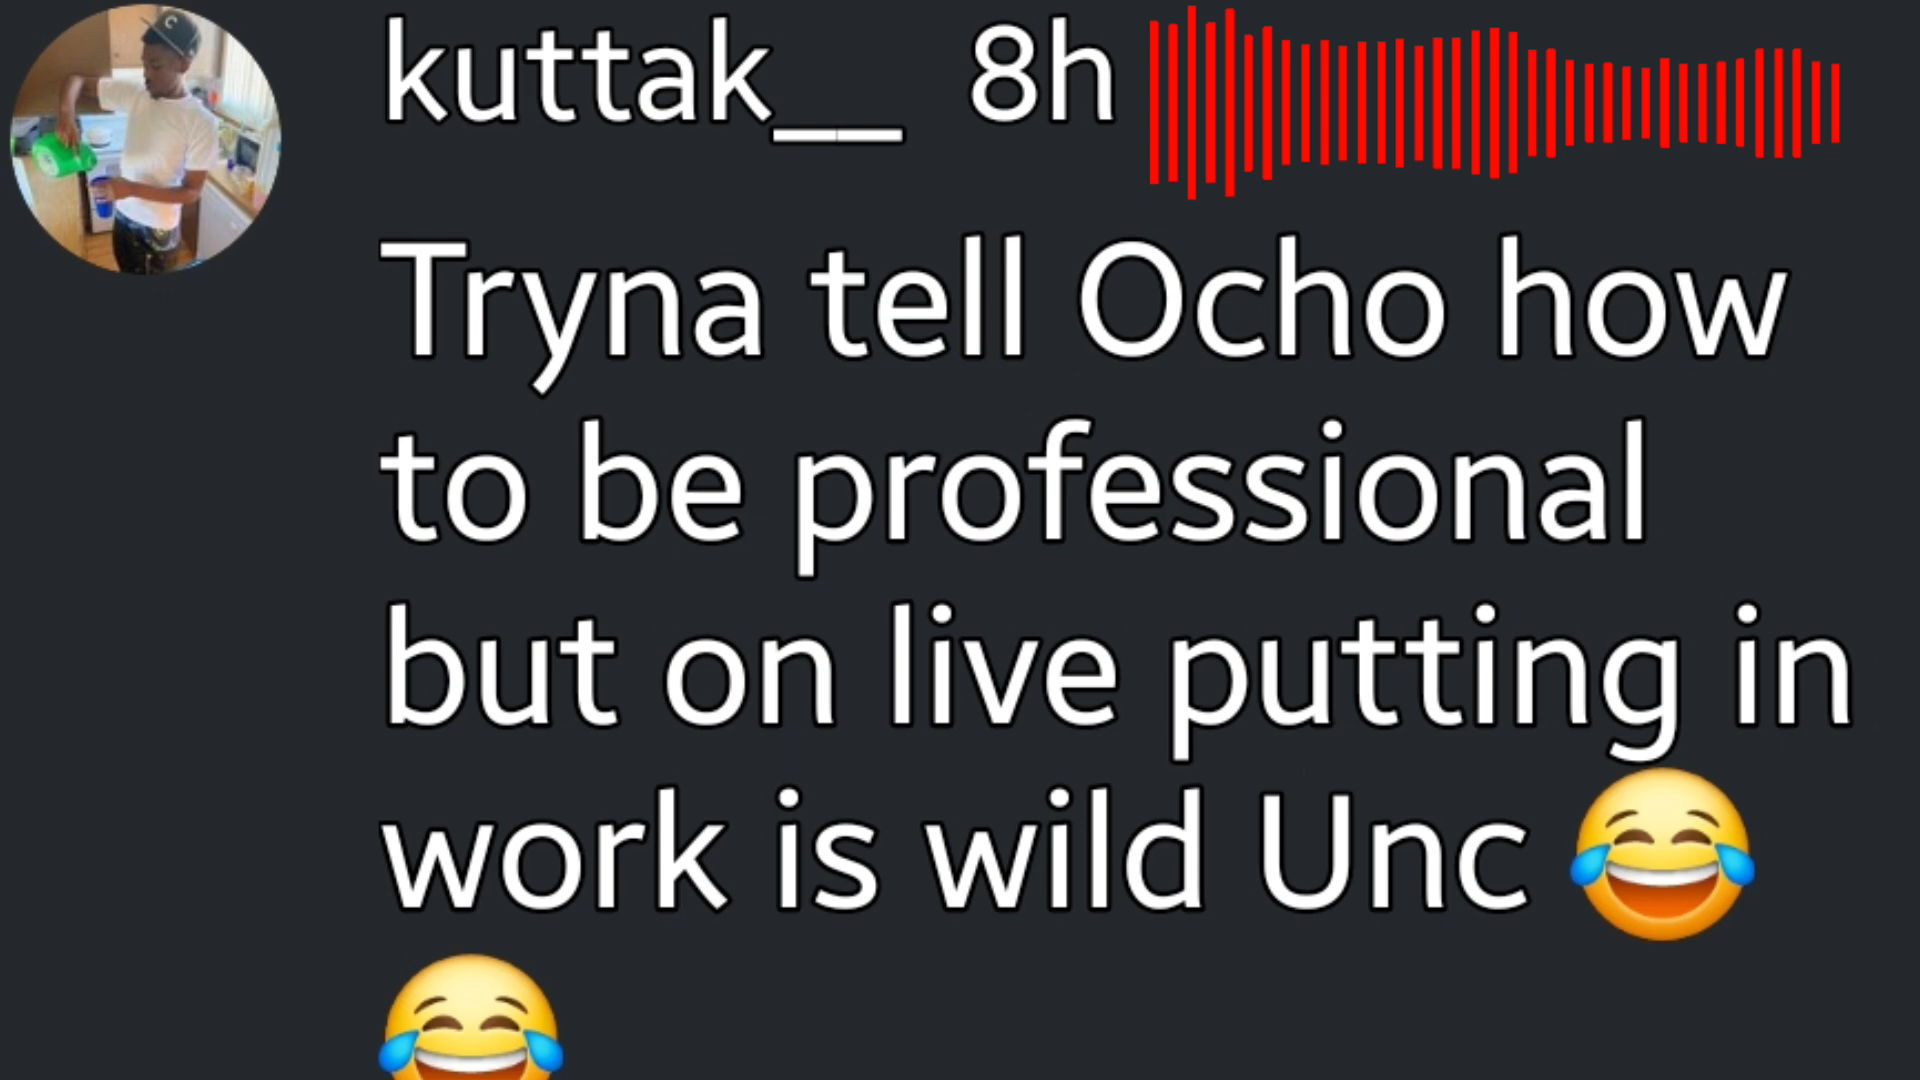 kuttak__ 8h
Tryna tell Ocho how
to be professional
but on live putting in
work is wild Unc 😂
😂